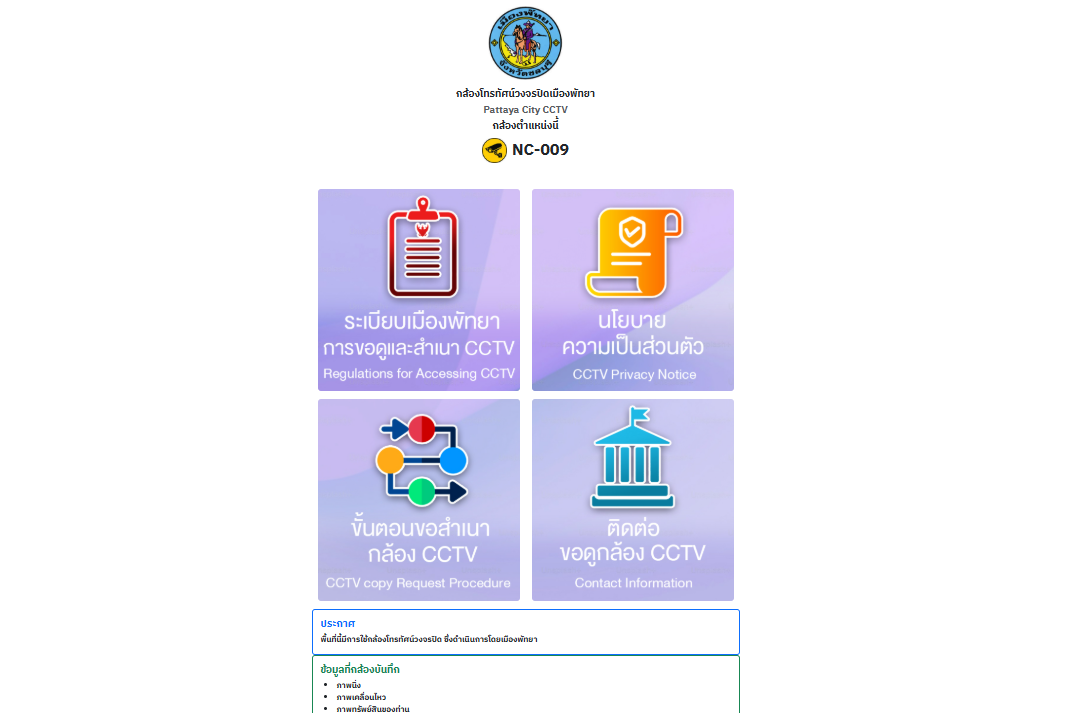 เมืองพัทยา
จังหวัดชลบุรี
กล้องโทรทัศน์วงจรปิดเมืองพัทยา
Pattaya City CCTV
กล้องตำแหน่งนี้
NC-009
ระเบียบเมืองพัทยา
การขอดูและสำเนา CCTV
Regulations for Accessing CCTV
นโยบาย
ความเป็นส่วนตัว
CCTV Privacy Notice
ขั้นตอนขอสำเนา
กล้อง CCTV
CCTV copy Request Procedure
ติดต่อ
ขอดูกล้อง CCTV
Contact Information
ประกาศ
พื้นที่นี้มีการใช้กล้องโทรทัศน์วงจรปิด ซึ่งดำเนินการโดยเมืองพัทยา
ข้อมูลที่กล้องบันทึก
ภาพนิ่ง
ภาพเคลื่อนไหว
ภาพทรัพย์สินของท่าน